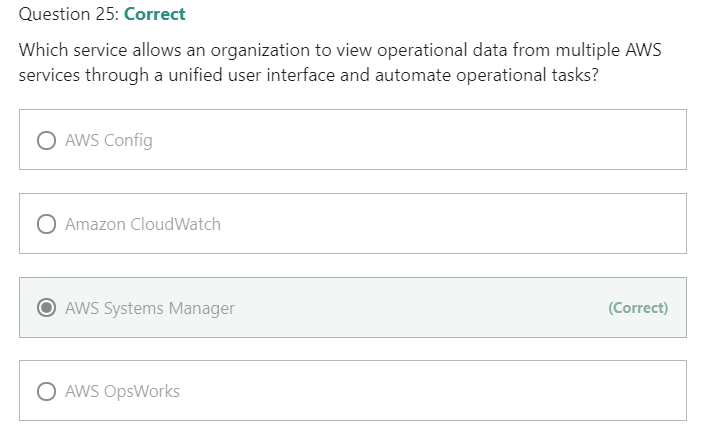 Question 25: Correct
Which service allows an organization to view operational data from multiple AWS
services through a unified user interface and automate operational tasks?
AWS Config
Amazon CloudWatch
AWS Systems Manager (Correct)
AWS OpsWorks